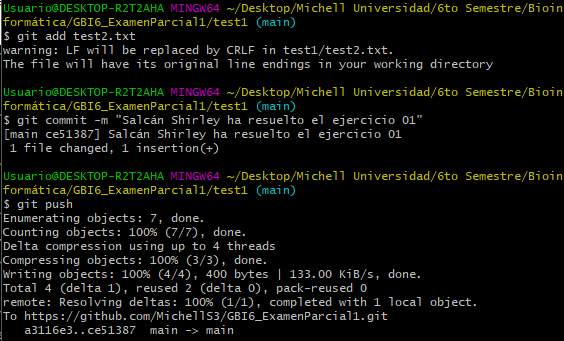 Usuario@DESKTOP-R2T2AHA MINGW64 ~/Desktop/Michell Universidad/6to Semestre/Bioin
formática/GBI6_ExamenParcial1/test1 (main)
$ git add test2.txt
warning: LF will be replaced by CRLF in test1/test2.txt.
The file will have its original line endings in your working directory
Usuario@DESKTOP-R2T2AHA MINGW64 ~/Desktop/Michell Universidad/6to Semestre/Bioin
formática/GBI6_ExamenParcial1/test1 (main)
$ git commit -m "Salcán Shirley ha resuelto el ejercicio 01"
[main ce51387] Salcán Shirley ha resuelto el ejercicio 01
1 file changed, 1 insertion(+)
Usuario@DESKTOP-R2T2AHA MINGW64 ~/Desktop/Michell Universidad/6to Semestre/Bioin
formática/GBI6_ExamenParcial1/test1 (main)
$ git push
Enumerating objects: 7, done.
Counting objects: 100% (7/7), done.
Delta compression using up to 4 threads
Compressing objects: 100% (3/3), done.
Writing objects: 100% (4/4), 400 bytes | 133.00 KiB/s, done.
Total 4 (delta 1), reused 2 (delta 0), pack-reused 0
remote: Resolving deltas: 100% (1/1), completed with 1 local object.
To https://github.com/MichellS3/GBI6_ExamenParcial1.git
a3116e3..ce51387  main -> main